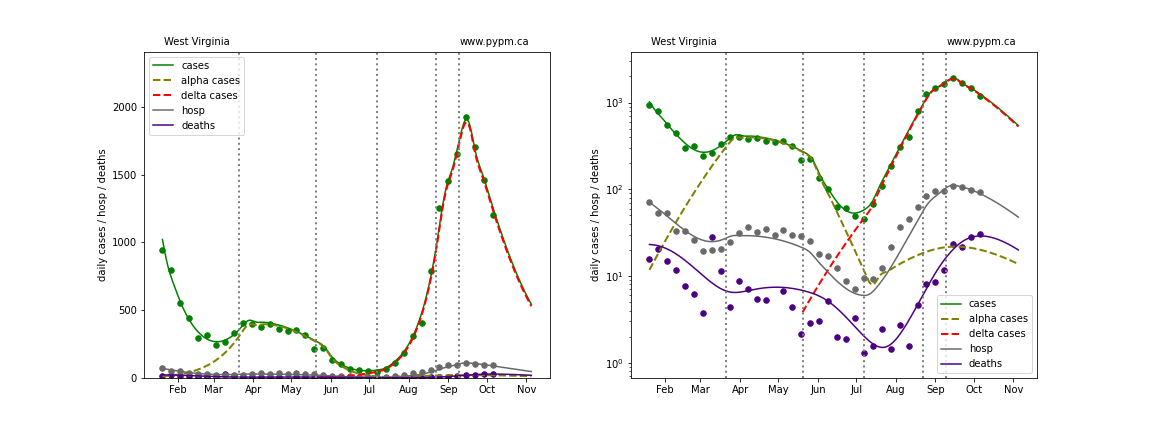 West Virginia
www.pypm.ca
daily cases / hosp / deaths
2000
1500
1000
500
0
Feb Mar Apr May Jun Jul Aug Sep Oct Nov
cases
alpha cases
delta cases
hosp
deaths
West Virginia
www.pypm.ca
daily cases / hosp / deaths
10³
10²
10¹
10⁰
Feb Mar Apr May Jun Jul Aug Sep Oct Nov
cases
alpha cases
delta cases
hosp
deaths